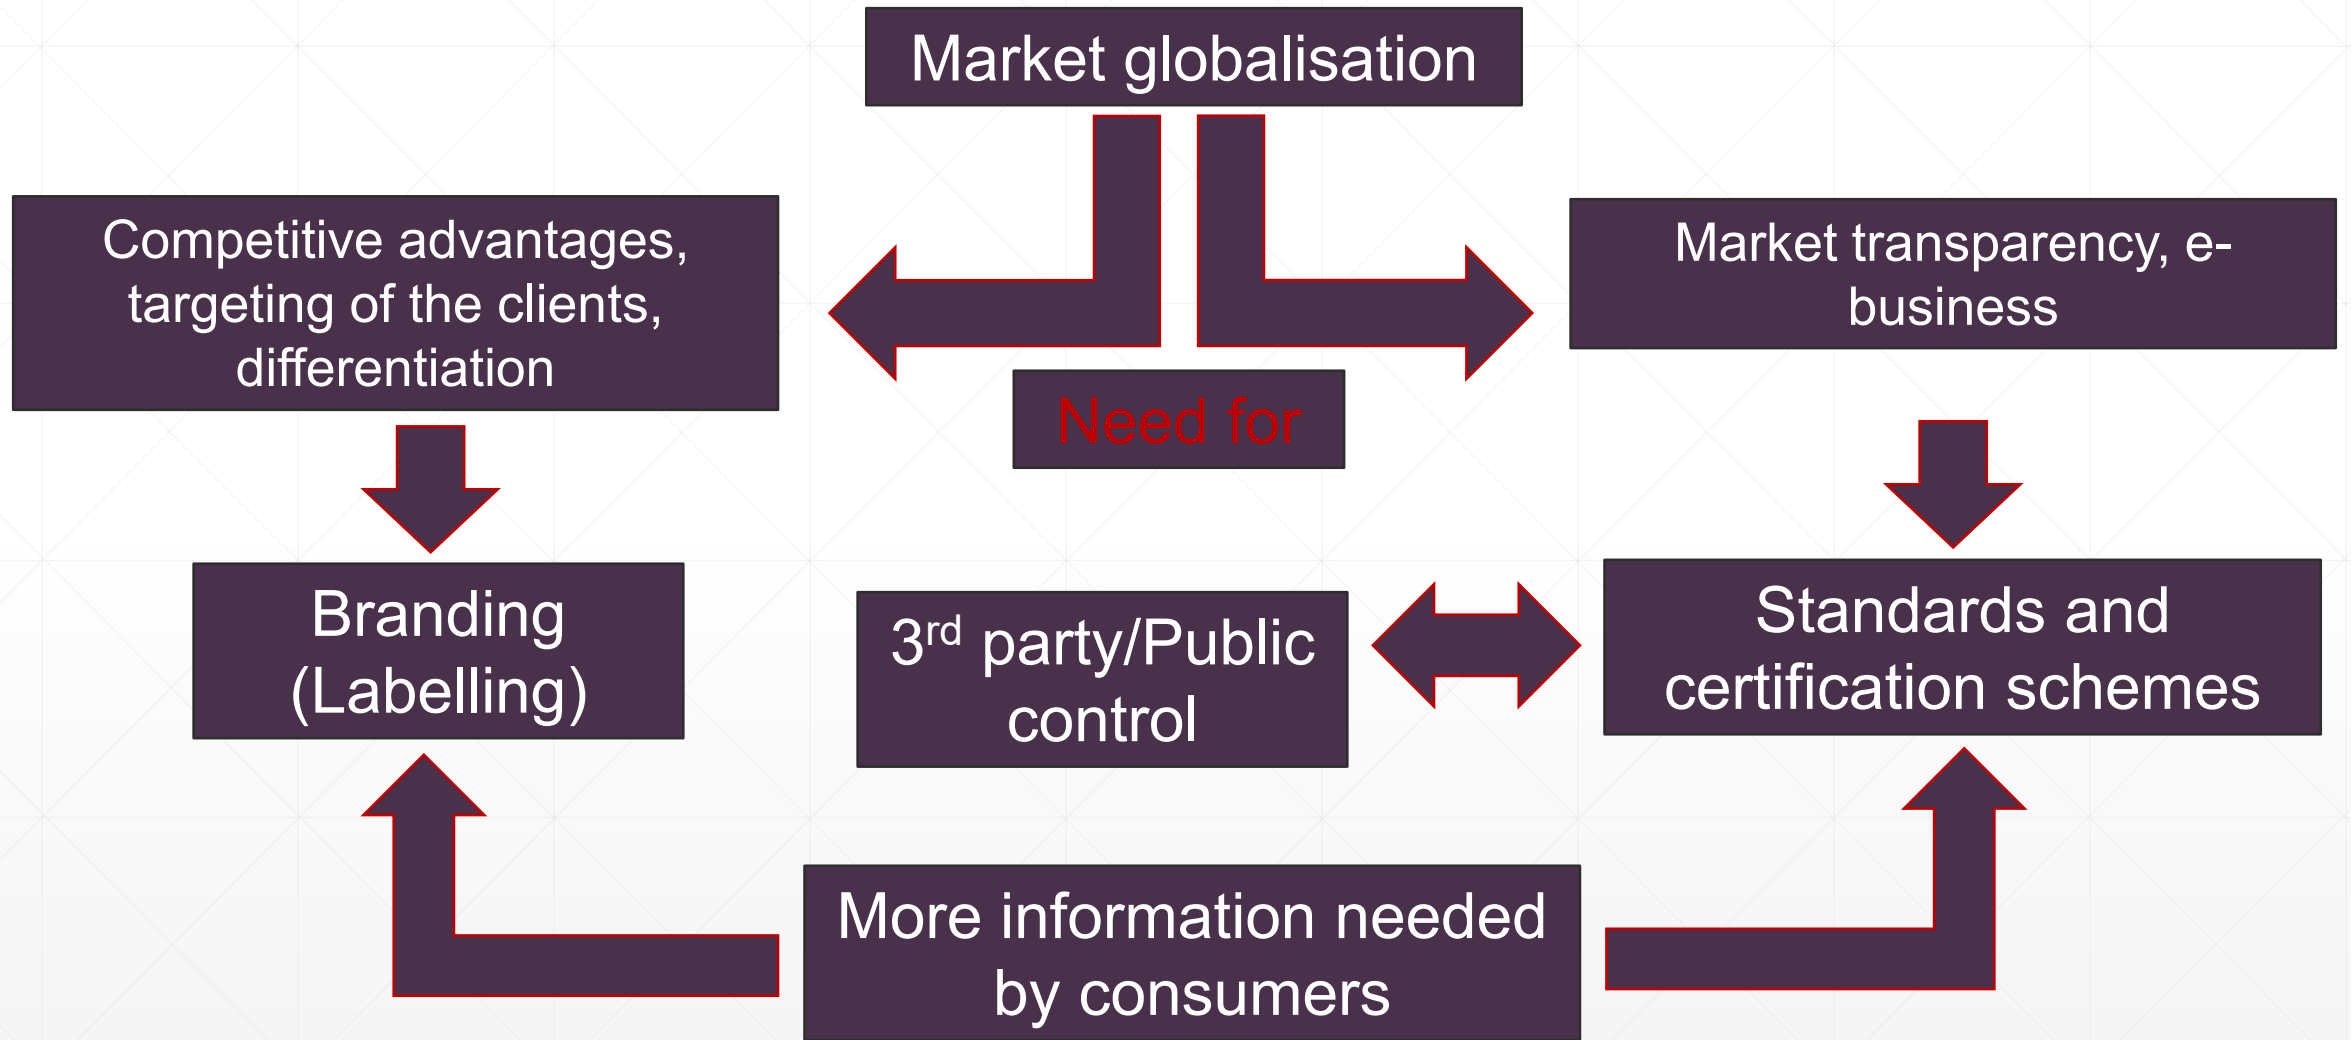 Market globalisation
Competitive advantages,
targeting of the clients,
differentiation
Market transparency, e-
business
Need for
Branding
(Labelling)
3rd party/Public
control
Standards and
certification schemes
More information needed
by consumers